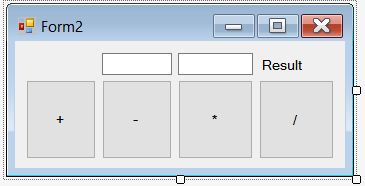 Form2
Result
+ - * /